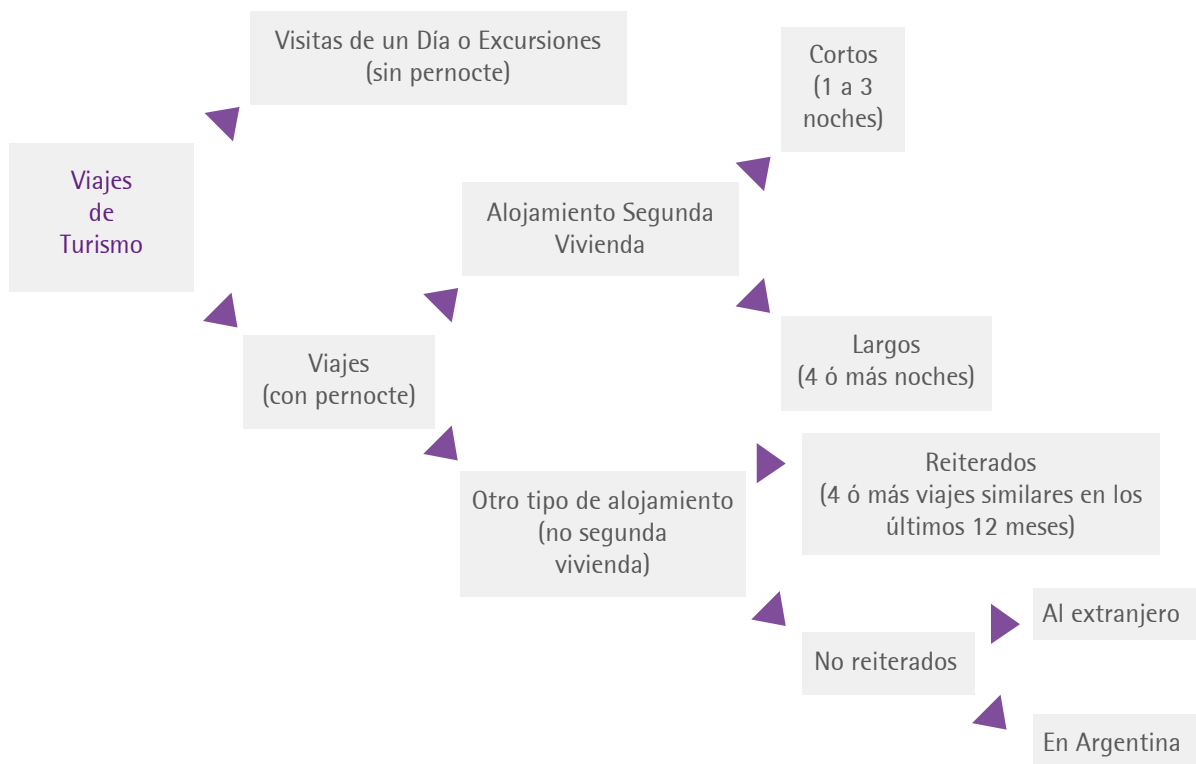 Visitas de un Día o Excursiones
(sin pernocte)
Cortos
(1 a 3
noches)
Viajes
de
Turismo
Alojamiento Segunda
Vivienda
Viajes
(con pernocte)
Largos
(4 ó más noches)
Otro tipo de alojamiento
(no segunda
vivienda)
Reiterados
(4 ó más viajes similares en los
últimos 12 meses)
No reiterados
Al extranjero
En Argentina